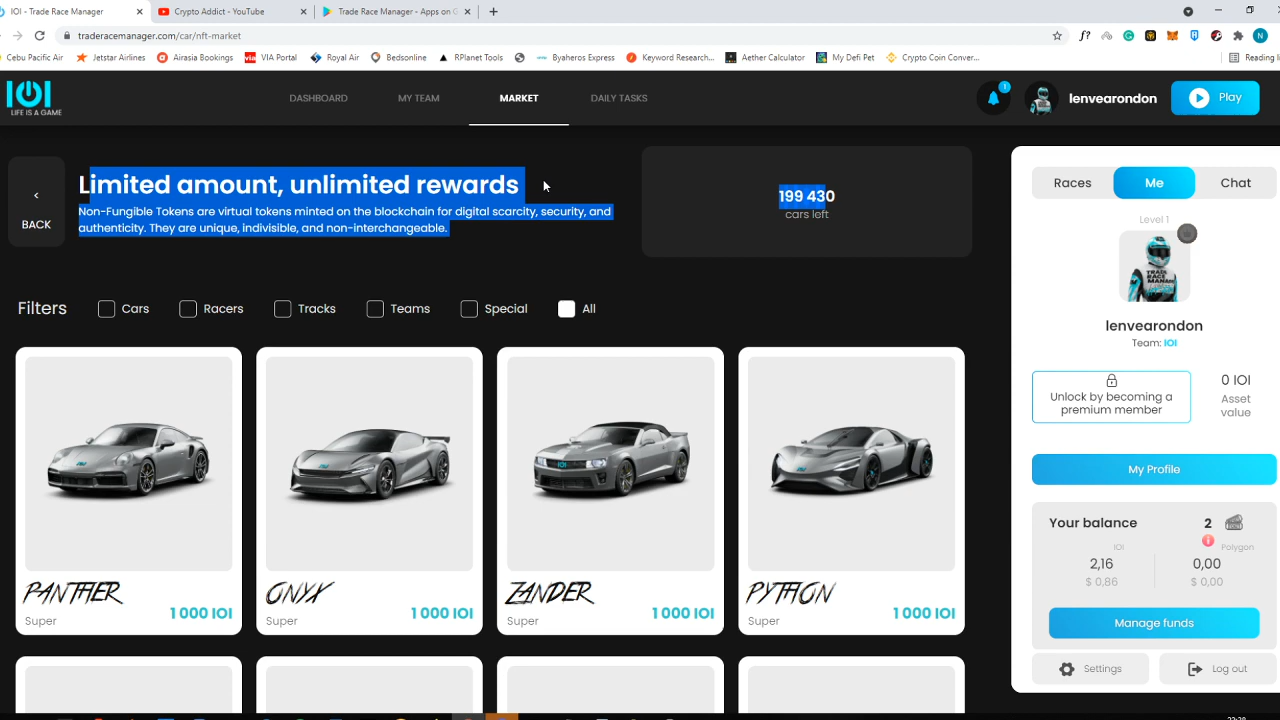 IOI - Trade Race Manager
Crypto Addict - YouTube
Trade Race Manager - Apps on G
traderacemanager.com/car/nft-market
Cebu Pacific Air
Jetstar Airlines
Airasia Bookings
VIA Portal
Royal Air
Bedsonline
RPlanet Tools
Byaheros Express
Keyword Research...
Aether Calculator
My Defi Pet
Crypto Coin Conver...
Reading li
IOI
LIFE IS A GAME
DASHBOARD
MY TEAM
MARKET
DAILY TASKS
1
lenvearondon
Play
<
BACK
Limited amount, unlimited rewards
Non-Fungible Tokens are virtual tokens minted on the blockchain for digital scarcity, security, and
authenticity. They are unique, indivisible, and non-interchangeable.
199 430
cars left
Races
Me
Chat
Level 1
TRADE
RACE
MANAGER
lenvearondon
Team: IOI
Unlock by becoming a
premium member
0 IOI
Asset
value
My Profile
Your balance
2
IOI
Polygon
2,16
0,00
$ 0,86
$ 0,00
Manage funds
Settings
Log out
Filters
Cars
Racers
Tracks
Teams
Special
All
PANTHER
Super
1 000 IOI
ONYX
Super
1 000 IOI
ZANDER
Super
1 000 IOI
PYTHON
Super
1 000 IOI